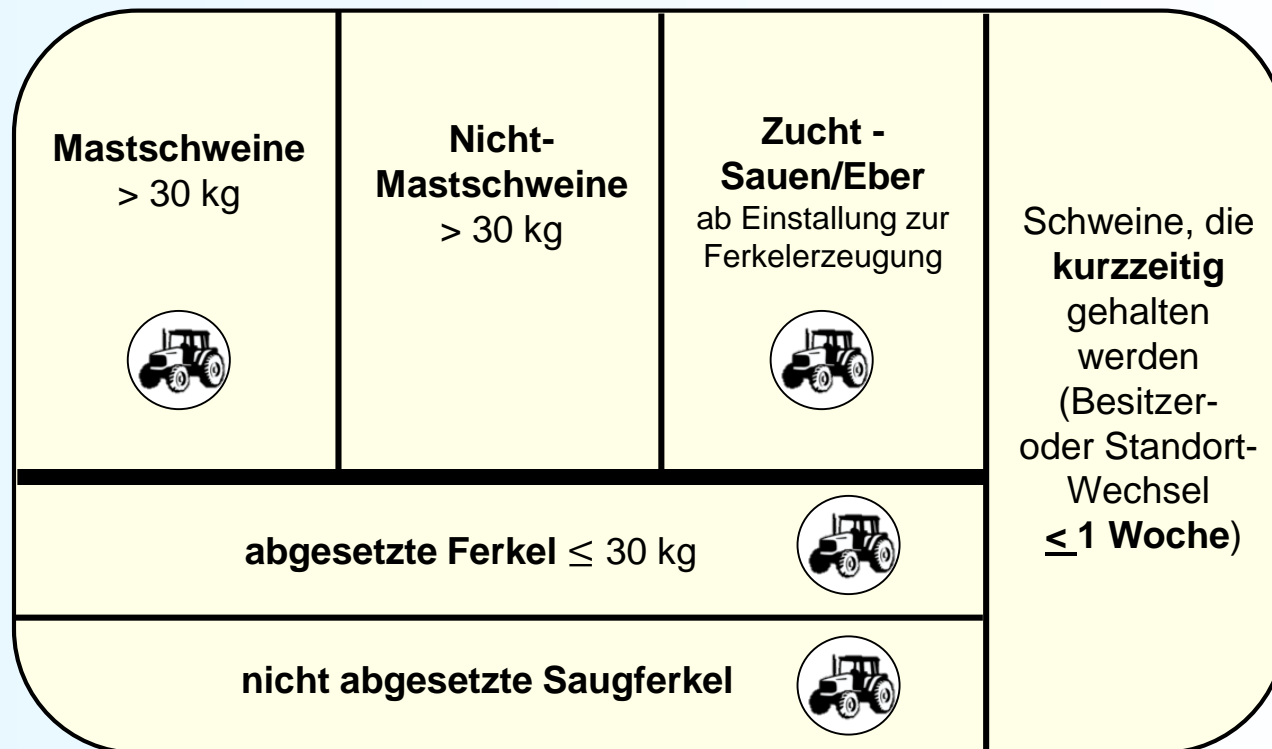 Mastschweine
> 30 kg
Nicht-
Mastschweine
> 30 kg
Zucht -
Sauen/Eber
ab Einstallung zur
Ferkelerzeugung
Schweine, die
kurzzeitig
gehalten
werden
(Besitzer-
oder Standort-
Wechsel
< 1 Woche)
abgesetzte Ferkel ≤ 30 kg
nicht abgesetzte Saugferkel